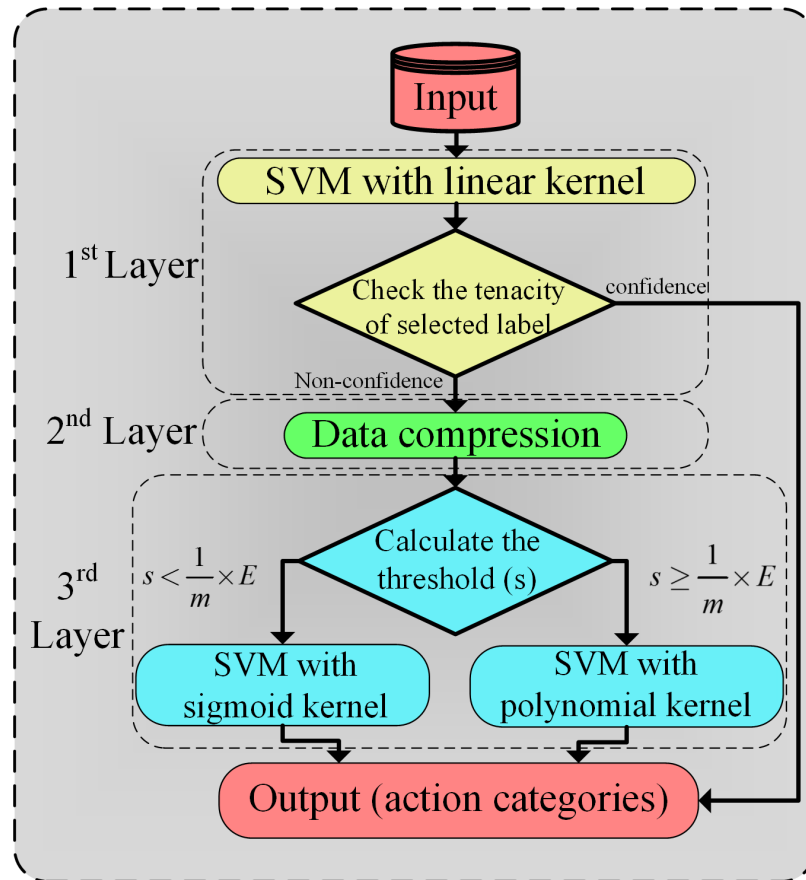 Input
SVM with linear kernel
1st Layer
Check the tenacity
of selected label
confidence
Non-confidence
2nd Layer
Data compression
3rd
Layer
Calculate the
threshold (s)
s < 1/m × E
s ≥ 1/m × E
SVM with
sigmoid kernel
SVM with
polynomial kernel
Output (action categories)